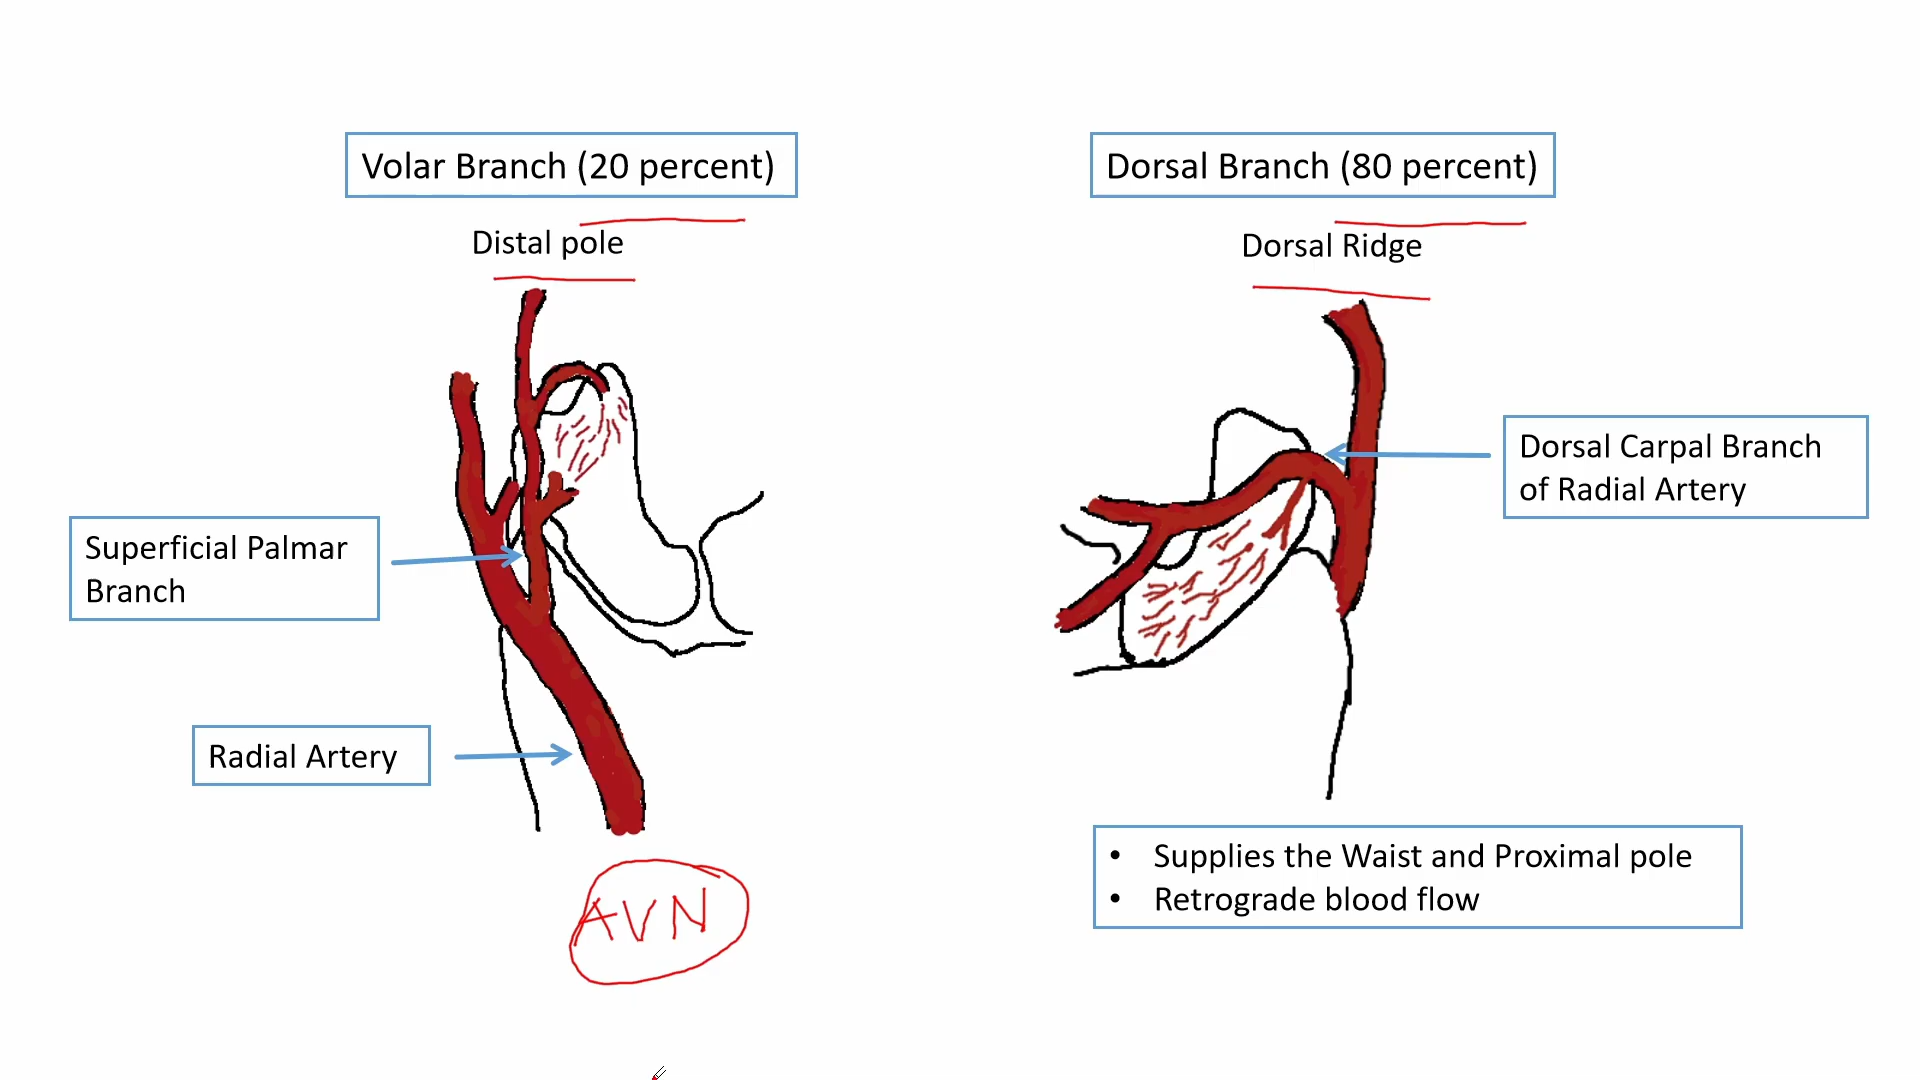 Volar Branch (20 percent)
Distal pole
Superficial Palmar
Branch
Radial Artery
AVN
Dorsal Branch (80 percent)
Dorsal Ridge
Dorsal Carpal Branch
of Radial Artery
• Supplies the Waist and Proximal pole
• Retrograde blood flow